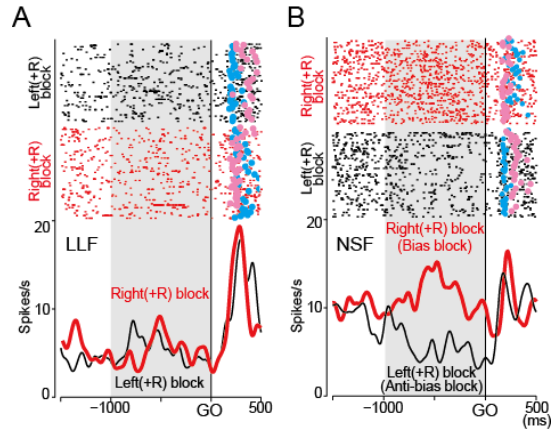 A
B
Left(+R)
block
Right(+R)
block
Right(+R)
block
Left(+R)
block
20
10
0
Spikes/s
LLF
Right(+R) block
Left(+R) block
−1000
GO
500
20
10
0
Spikes/s
NSF
Right(+R) block
(Bias block)
Left(+R) block
(Anti-bias block)
−1000
GO
500
(ms)